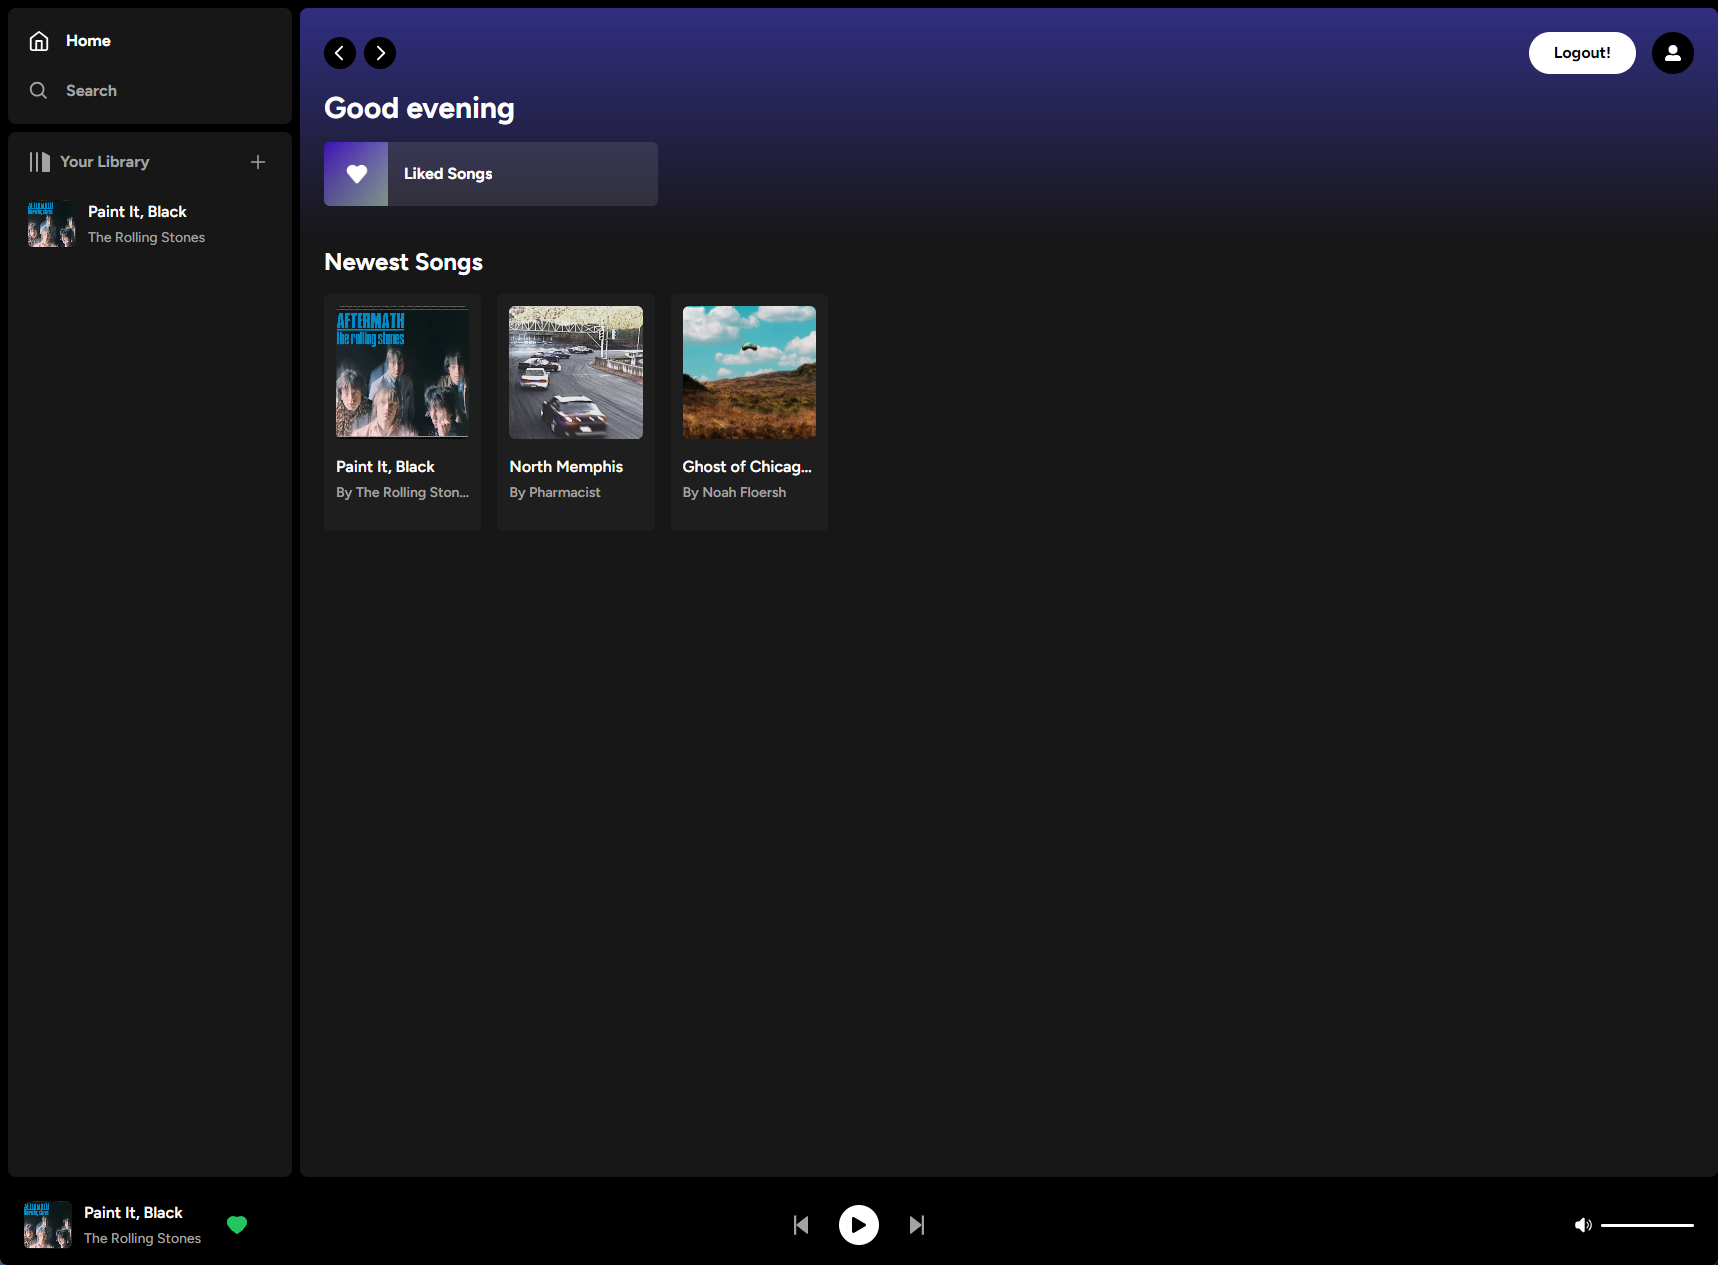 Home
Search
Your Library
Paint It, Black
The Rolling Stones
Logout!
Good evening
Liked Songs
Newest Songs
AFTERMATH
the rolling stones
Paint It, Black
By The Rolling Ston...
North Memphis
By Pharmacist
Ghost of Chicag...
By Noah Floersh
Paint It, Black
The Rolling Stones